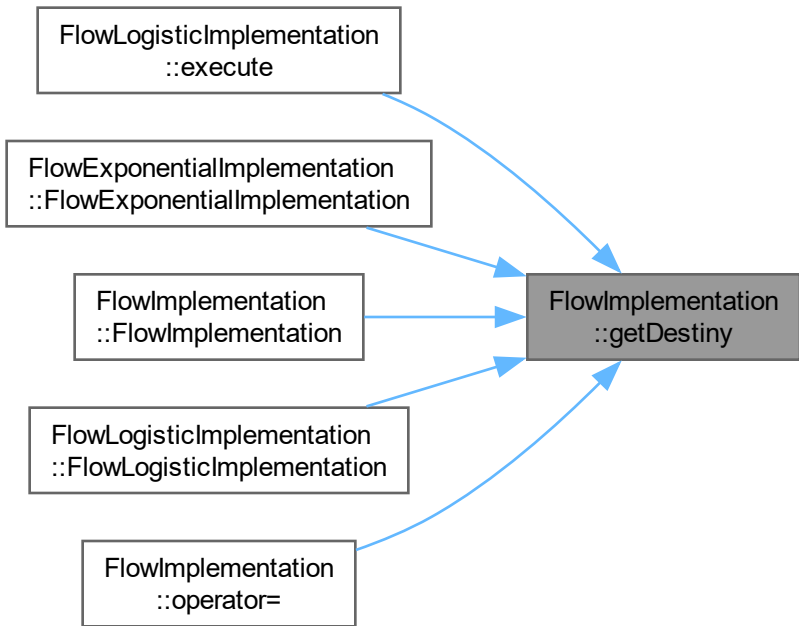 FlowLogisticImplementation
::execute
FlowExponentialImplementation
::FlowExponentialImplementation
FlowImplementation
::FlowImplementation
FlowImplementation
::getDestiny
FlowLogisticImplementation
::FlowLogisticImplementation
FlowImplementation
::operator=